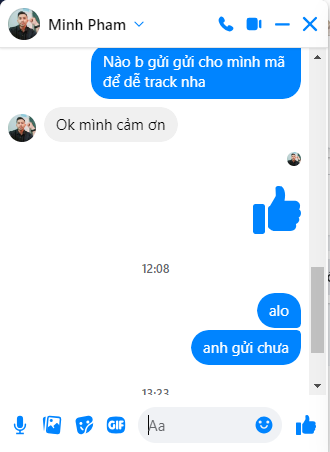 Minh Pham
Nào b gửi gửi cho mình mã
để dễ track nha
Ok mình cảm ơn
12:08
alo
anh gửi chưa
13:23
GIF
Aa